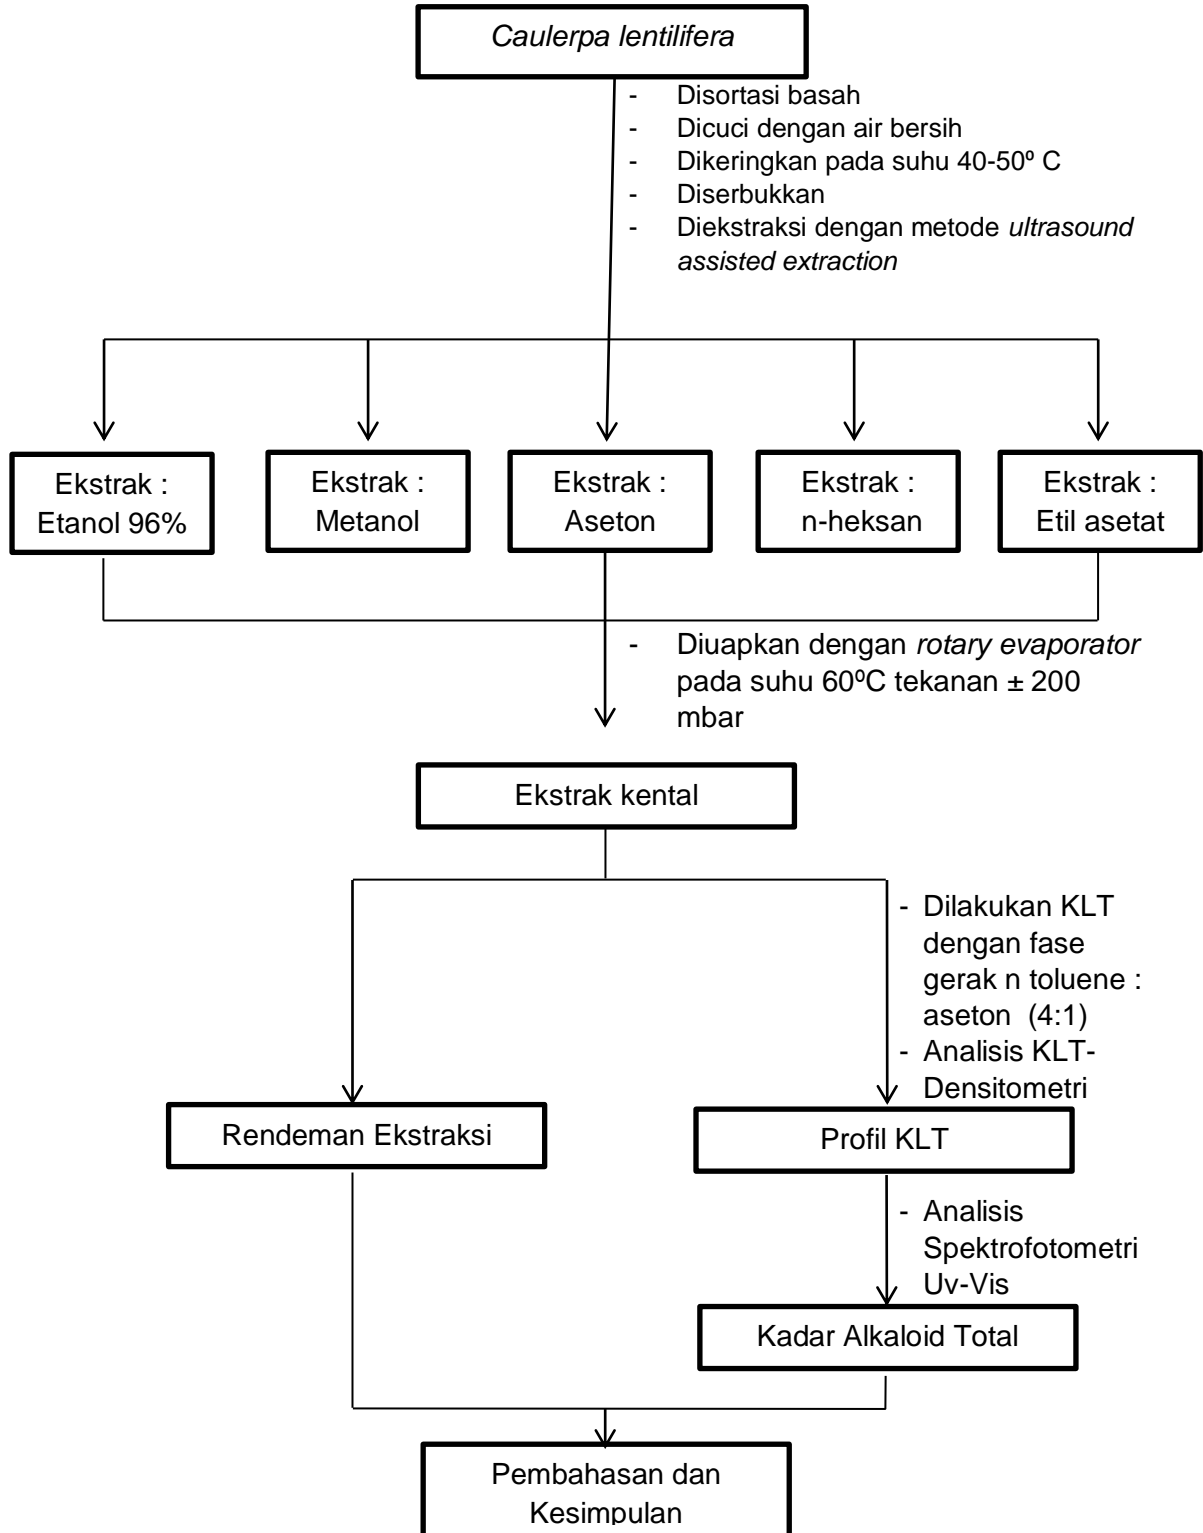 Caulerpa lentilifera
- Disortasi basah
- Dicuci dengan air bersih
- Dikeringkan pada suhu 40-50⁰ C
- Diserbukkan
- Diekstraksi dengan metode ultrasound
assisted extraction
Ekstrak :
Etanol 96%
Ekstrak :
Metanol
Ekstrak :
Aseton
Ekstrak :
n-heksan
Ekstrak :
Etil asetat
- Diuapkan dengan rotary evaporator
pada suhu 60⁰C tekanan ± 200
mbar
Ekstrak kental
- Dilakukan KLT
dengan fase
gerak n toluene :
aseton (4:1)
- Analisis KLT-
Densitometri
Rendeman Ekstraksi
Profil KLT
- Analisis
Spektrofotometri
Uv-Vis
Kadar Alkaloid Total
Pembahasan dan
Kesimpulan